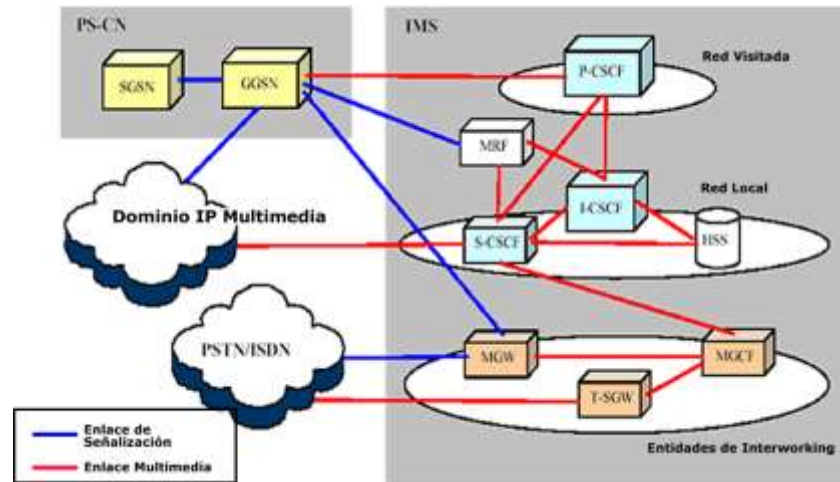 PS-CN
IMS
SGSN
GGSN
P-CSCF
Red Visitada
MRF
Dominio IP Multimedia
I-CSCF
Red Local
S-CSCF
HSS
PSTN/ISDN
MGW
MGCF
T-SGW
Enlace de
Señalización
Enlace Multimedia
Entidades de Interworking